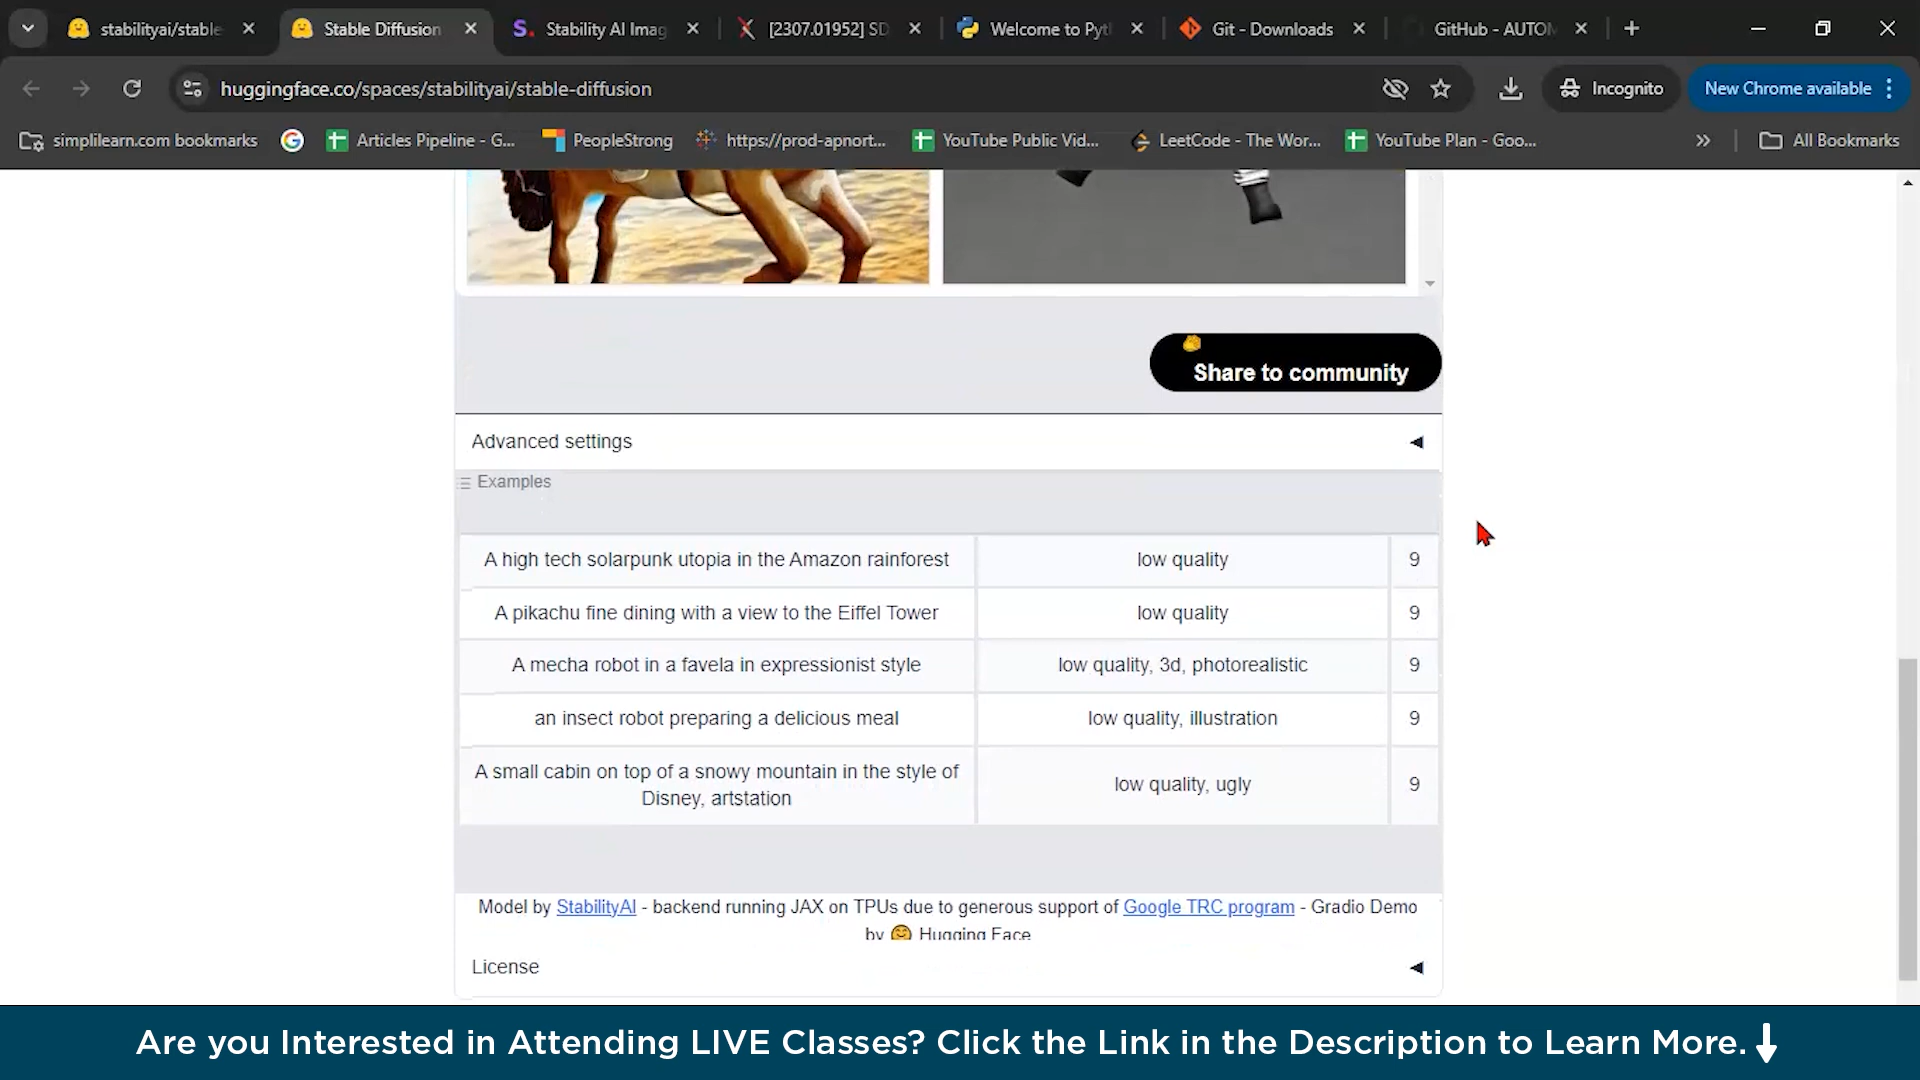 stabilityai/stable
Stable Diffusion
S. Stability AI Imag
[2307.01952] SD
Welcome to Pyt
Git - Downloads
GitHub - AUTOM
huggingface.co/spaces/stabilityai/stable-diffusion
Incognito
New Chrome available
simplilearn.com bookmarks
Articles Pipeline - G...
PeopleStrong
https://prod-apnort...
YouTube Public Vid...
LeetCode - The Wor...
YouTube Plan - Goo...
All Bookmarks
Share to community
Advanced settings
Examples
A high tech solarpunk utopia in the Amazon rainforest low quality 9
A pikachu fine dining with a view to the Eiffel Tower low quality 9
A mecha robot in a favela in expressionist style low quality, 3d, photorealistic 9
an insect robot preparing a delicious meal low quality, illustration 9
A small cabin on top of a snowy mountain in the style of
Disney, artstation low quality, ugly 9
Model by StabilityAI - backend running JAX on TPUs due to generous support of Google TRC program - Gradio Demo
by 🤗 Hugging Face
License
Are you Interested in Attending LIVE Classes? Click the Link in the Description to Learn More.